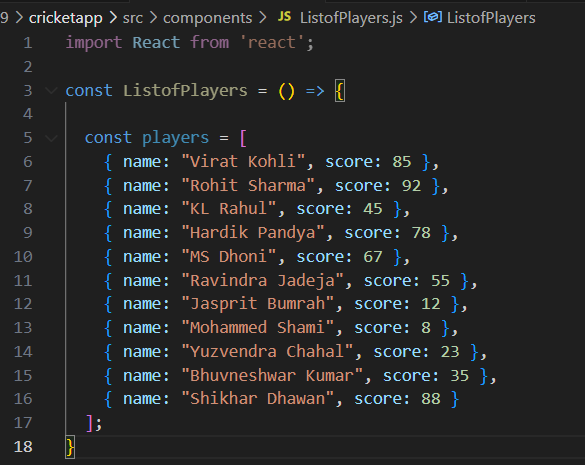 9 > cricketapp > src > components > JS ListofPlayers.js > ListofPlayers
1 import React from 'react';
2
3 const ListofPlayers = () => {
4
5 const players = [
6 { name: "Virat Kohli", score: 85 },
7 { name: "Rohit Sharma", score: 92 },
8 { name: "KL Rahul", score: 45 },
9 { name: "Hardik Pandya", score: 78 },
10 { name: "MS Dhoni", score: 67 },
11 { name: "Ravindra Jadeja", score: 55 },
12 { name: "Jasprit Bumrah", score: 12 },
13 { name: "Mohammed Shami", score: 8 },
14 { name: "Yuzvendra Chahal", score: 23 },
15 { name: "Bhuvneshwar Kumar", score: 35 },
16 { name: "Shikhar Dhawan", score: 88 }
17 ];
18 }